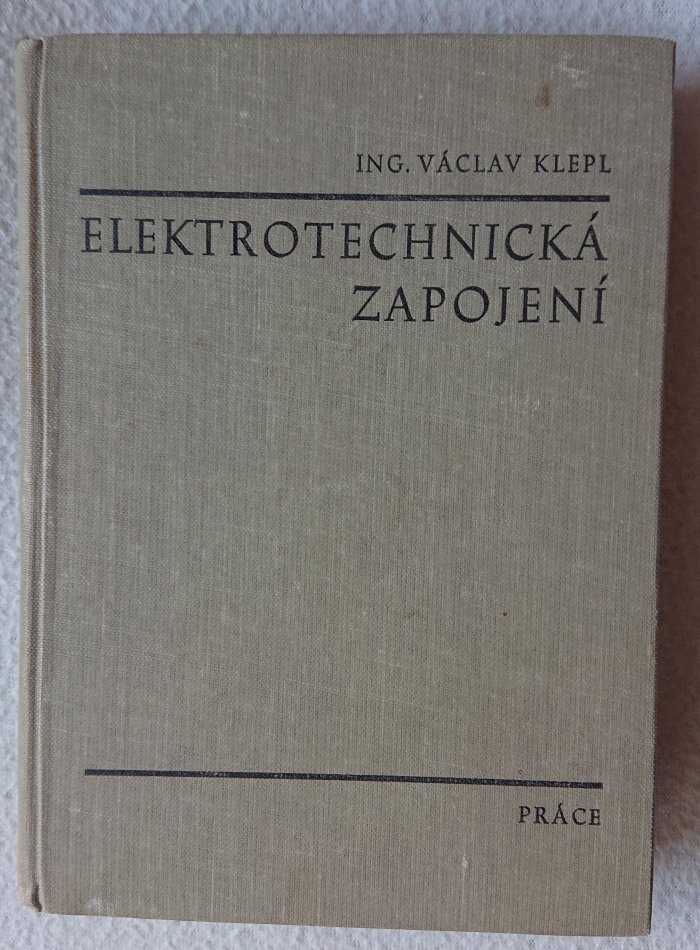 ING. VÁCLAV KLEPL
ELEKTROTECHNICKÁ
ZAPOJENÍ
PRÁCE